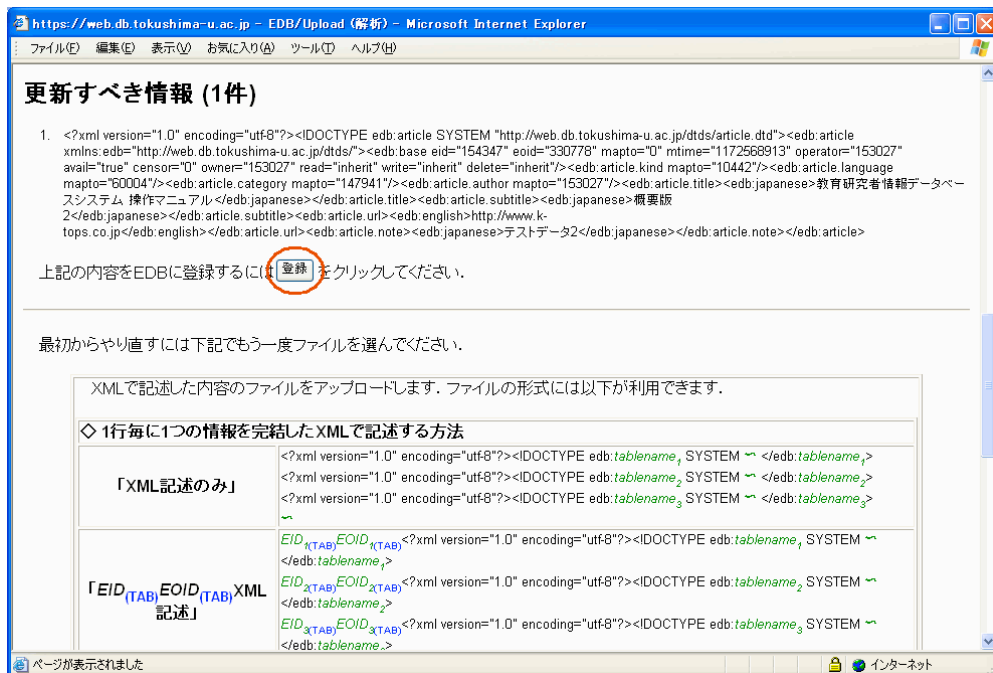 https://web.db.tokushima-u.ac.jp - EDB/Upload (解析) - Microsoft Internet Explorer
ファイル(F) 編集(E) 表示(V) お気に入り(A) ツール(T) ヘルプ(H)
更新すべき情報 (1件)
1. <?xml version="1.0" encoding="utf-8"?><!DOCTYPE edb:article SYSTEM "http://web.db.tokushima-u.ac.jp/dtds/article.dtd"><edb:article
xmlns:edb="http://web.db.tokushima-u.ac.jp/dtds/"><edb:base eid="154347" eoid="330778" mapto="0" mtime="1172568913" operator="153027"
avail="true" censor="0" owner="153027" read="inherit" write="inherit" delete="inherit"/><edb:article.kind mapto="10442"/><edb:article.language
mapto="60004"/><edb:article.category mapto="147941"/><edb:article.author mapto="153027"/><edb:article.title><edb:japanese>教育研究者情報データベー
スシステム 操作マニュアル</edb:japanese></edb:article.title><edb:article.subtitle><edb:japanese>概要版
2</edb:japanese></edb:article.subtitle><edb:article.url><edb:english>http://www.k-
tops.co.jp</edb:english></edb:article.url><edb:article.note><edb:japanese>テストデータ2</edb:japanese></edb:article.note></edb:article>
上記の内容をEDBに登録するには 登録 をクリックしてください.
最初からやり直すには下記でもう一度ファイルを選んでください.
XMLで記述した内容のファイルをアップロードします. ファイルの形式には以下が利用できます.
◇ 1行毎に1つの情報を完結したXMLで記述する方法
「XML記述のみ」
<?xml version="1.0" encoding="utf-8"?><!DOCTYPE edb:tablename1 SYSTEM 〜 </edb:tablename1>
<?xml version="1.0" encoding="utf-8"?><!DOCTYPE edb:tablename2 SYSTEM 〜 </edb:tablename2>
<?xml version="1.0" encoding="utf-8"?><!DOCTYPE edb:tablename3 SYSTEM 〜 </edb:tablename3>
〜
「EID(TAB)EOID(TAB)XML
記述」
EID1(TAB)EOID1(TAB)<?xml version="1.0" encoding="utf-8"?><!DOCTYPE edb:tablename1 SYSTEM 〜
</edb:tablename1>
EID2(TAB)EOID2(TAB)<?xml version="1.0" encoding="utf-8"?><!DOCTYPE edb:tablename2 SYSTEM 〜
</edb:tablename2>
EID3(TAB)EOID3(TAB)<?xml version="1.0" encoding="utf-8"?><!DOCTYPE edb:tablename3 SYSTEM 〜
</edb:tablename3>
ページが表示されました
インターネット